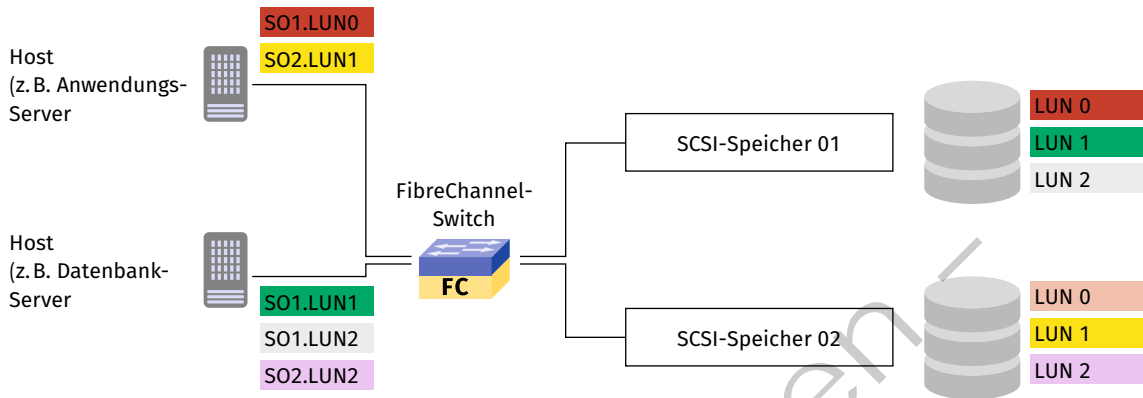 SO1.LUN0
SO2.LUN1
Host
(z. B. Anwendungs-
Server
FibreChannel-
Switch
FC
Host
(z. B. Datenbank-
Server
SO1.LUN1
SO1.LUN2
SO2.LUN2
SCSI-Speicher 01
LUN 0
LUN 1
LUN 2
SCSI-Speicher 02
LUN 0
LUN 1
LUN 2